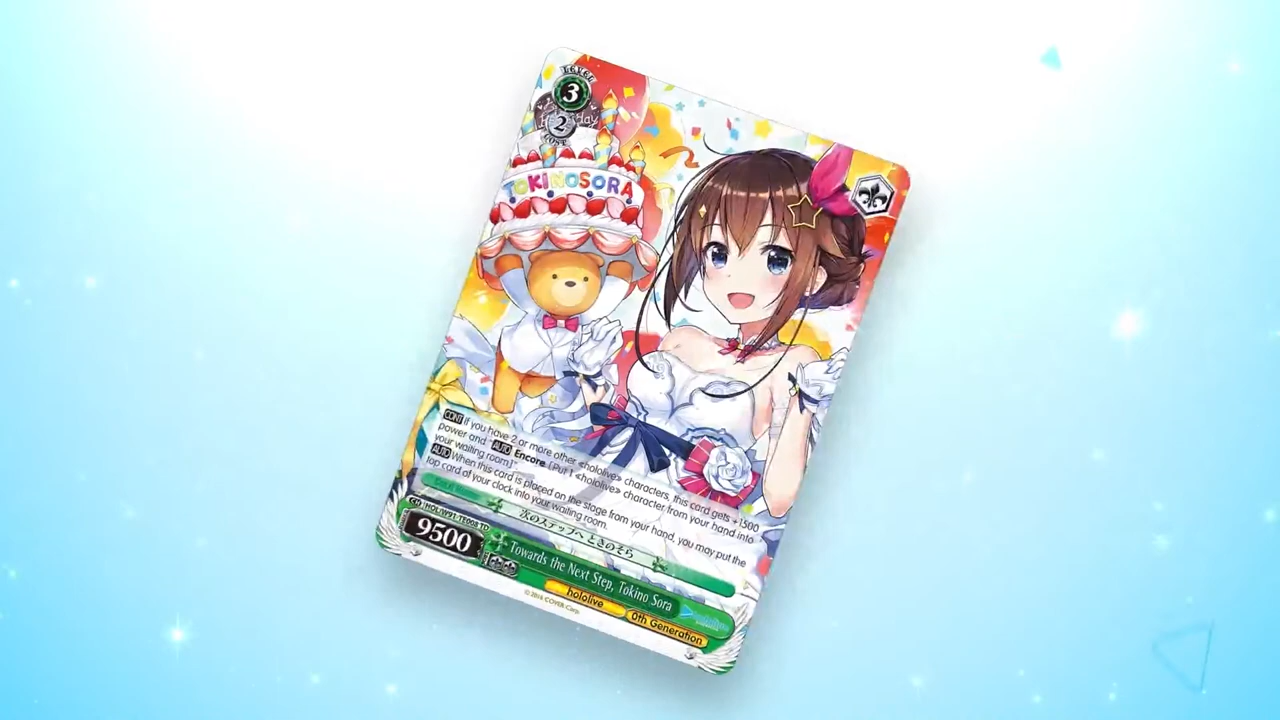 LEVEL
3
2
COST
TOKINOSORA
CONT If you have 2 or more other <hololive> characters, this card gets +1500
power and "AUTO Encore [Put 1 <hololive> character from your hand into
your waiting room]".
AUTO When this card is placed on the stage from your hand, you may put the
top card of your clock into your waiting room.
次のステップへ ときのそら
HOL/W91-TE008 TD
9500
Towards the Next Step, Tokino Sora
hololive
0th Generation
© 2016 COVER Corp.